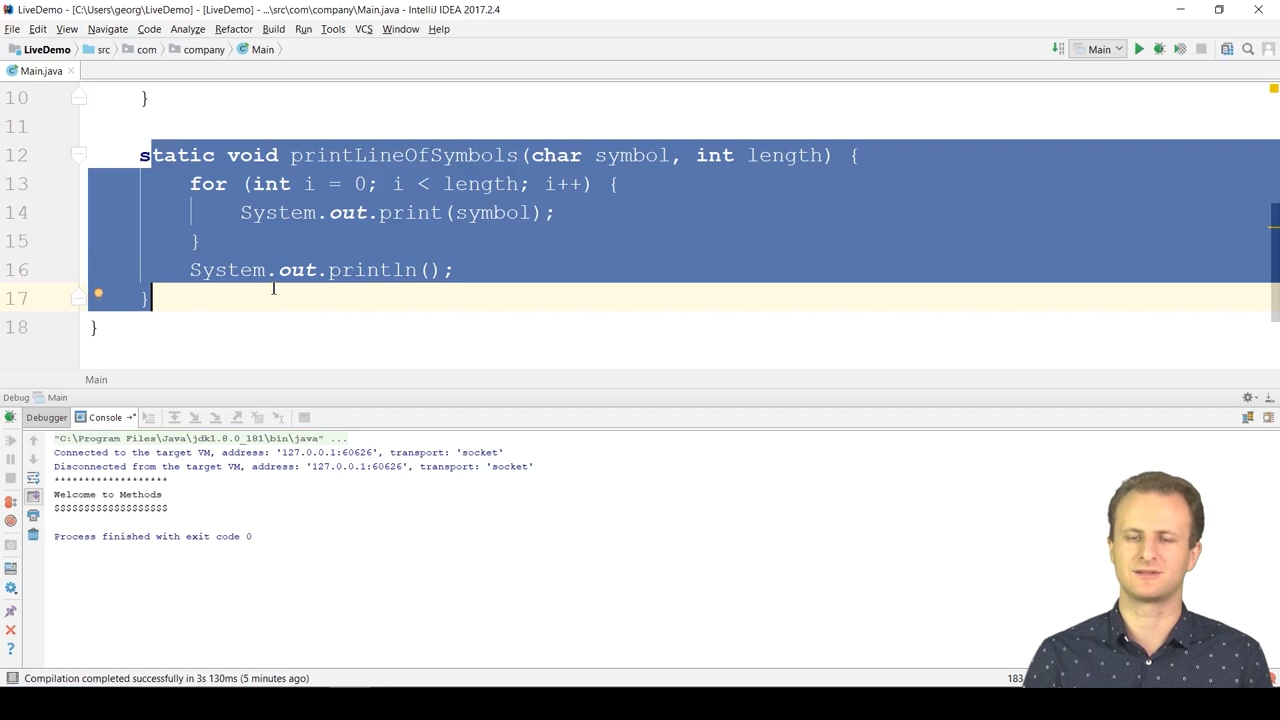 LiveDemo - [C:\Users\georg\LiveDemo] - [LiveDemo] - ...\src\com\company\Main.java - IntelliJ IDEA 2017.2.4
File Edit View Navigate Code Analyze Refactor Build Run Tools VCS Window Help
LiveDemo src com company Main Main
Main.java
10 }
11
12 static void printLineOfSymbols(char symbol, int length) {
13 for (int i = 0; i < length; i++) {
14 System.out.print(symbol);
15 }
16 System.out.println();
17 }
18 }
Main
Debug Main
Debugger Console
"C:\Program Files\Java\jdk1.8.0_181\bin\java" ...
Connected to the target VM, address: '127.0.0.1:60626', transport: 'socket'
Disconnected from the target VM, address: '127.0.0.1:60626', transport: 'socket'
*******************
Welcome to Methods
$$$$$$$$$$$$$$$$$$$
Process finished with exit code 0
Compilation completed successfully in 3s 130ms (5 minutes ago) 183